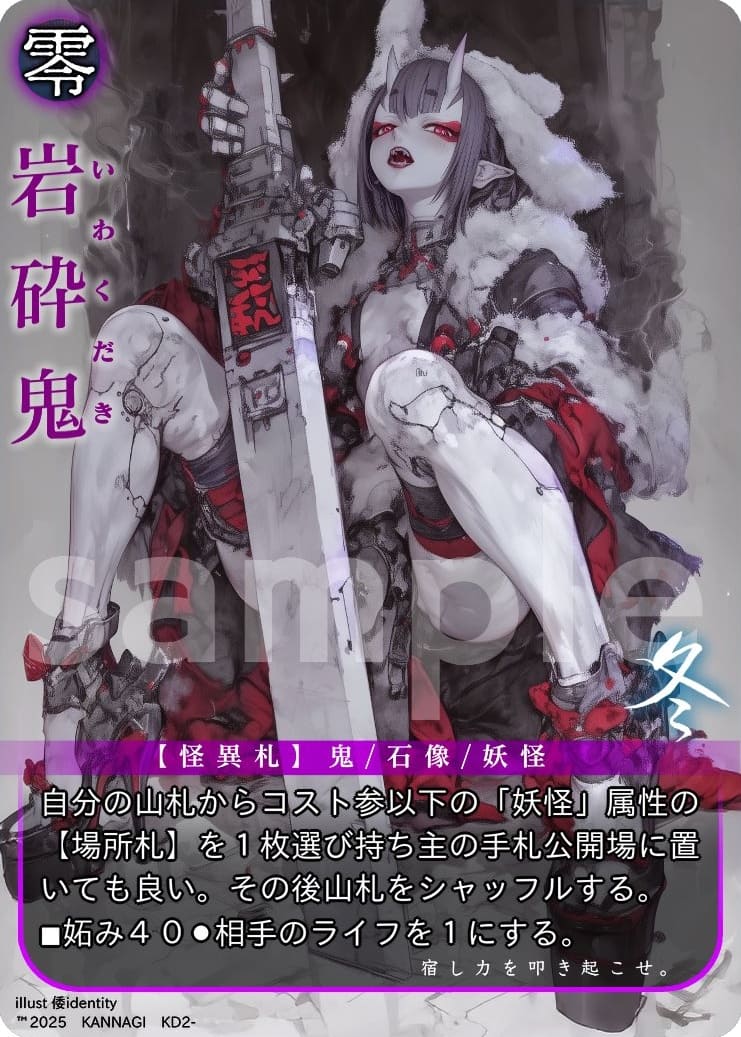 零
岩砕鬼
いわくだき
sample
冬
【怪異札】鬼/石像/妖怪
自分の山札からコスト参以下の「妖怪」属性の
【場所札】を１枚選び持ち主の手札公開場に置
いても良い。その後山札をシャッフルする。
■妬み４０●相手のライフを１にする。
宿し力を叩き起こせ。
illust 倭identity
™2025 KANNAGI KD2-